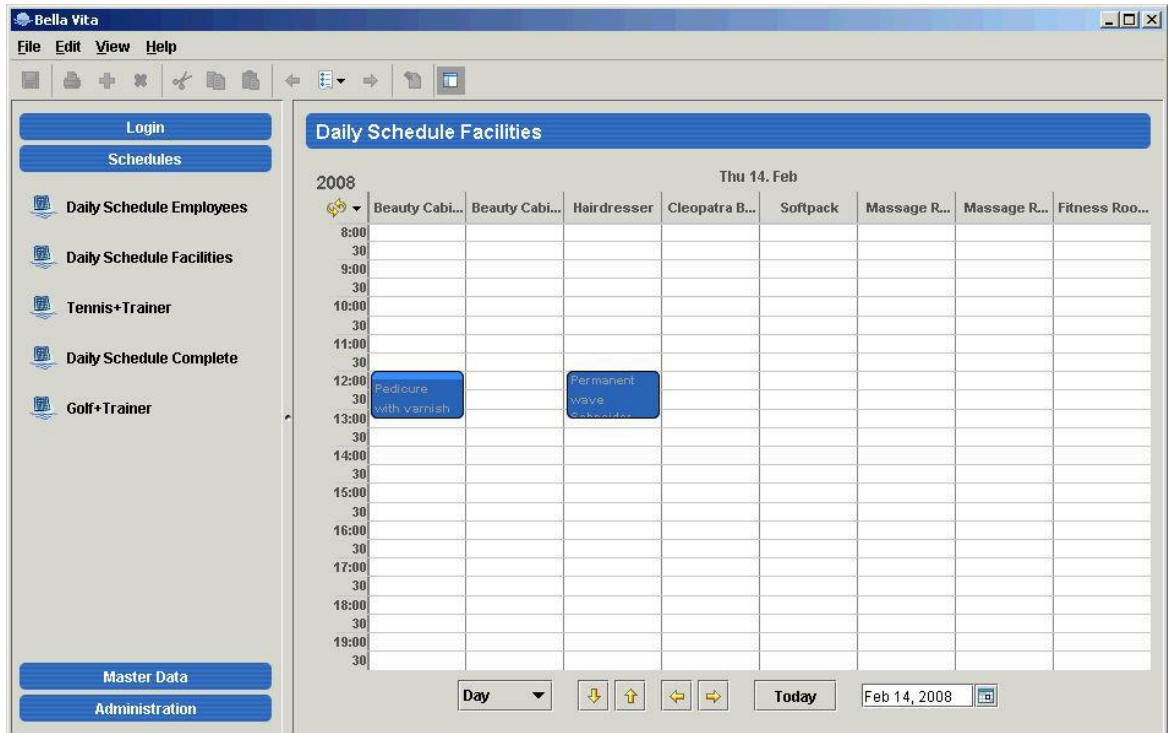 Bella Vita
File Edit View Help
Login
Schedules
Daily Schedule Employees
Daily Schedule Facilities
Tennis+Trainer
Daily Schedule Complete
Golf+Trainer
Master Data
Administration
Daily Schedule Facilities
2008
Thu 14. Feb
Beauty Cabi... Beauty Cabi... Hairdresser Cleopatra B... Softpack Massage R... Massage R... Fitness Roo...
8:00
30
9:00
30
10:00
30
11:00
30
12:00
30
13:00
30
14:00
30
15:00
30
16:00
30
17:00
30
18:00
30
19:00
30
Pedicure
with varnish
Permanent
wave
Schneider
Day Today Feb 14, 2008